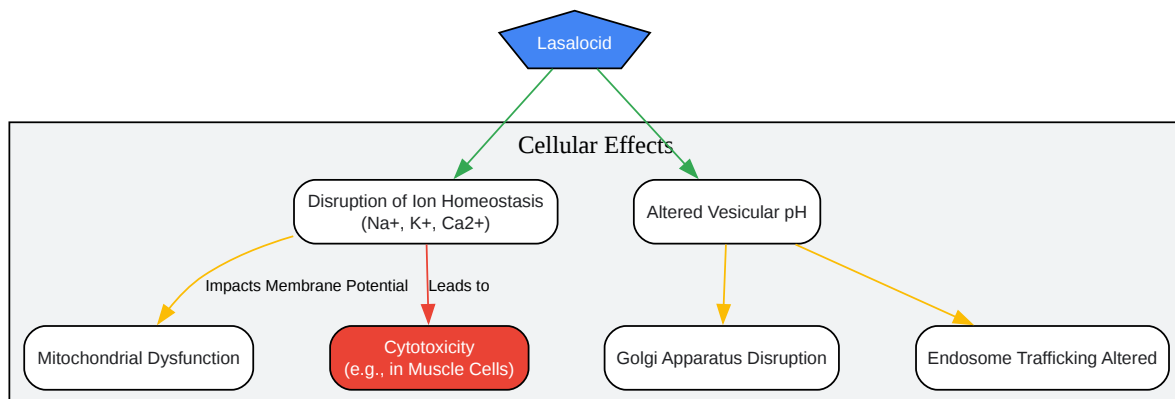 Lasalocid
Cellular Effects
Disruption of Ion Homeostasis
(Na+, K+, Ca2+)
Altered Vesicular pH
Impacts Membrane Potential
Leads to
Mitochondrial Dysfunction
Cytotoxicity
(e.g., in Muscle Cells)
Golgi Apparatus Disruption
Endosome Trafficking Altered